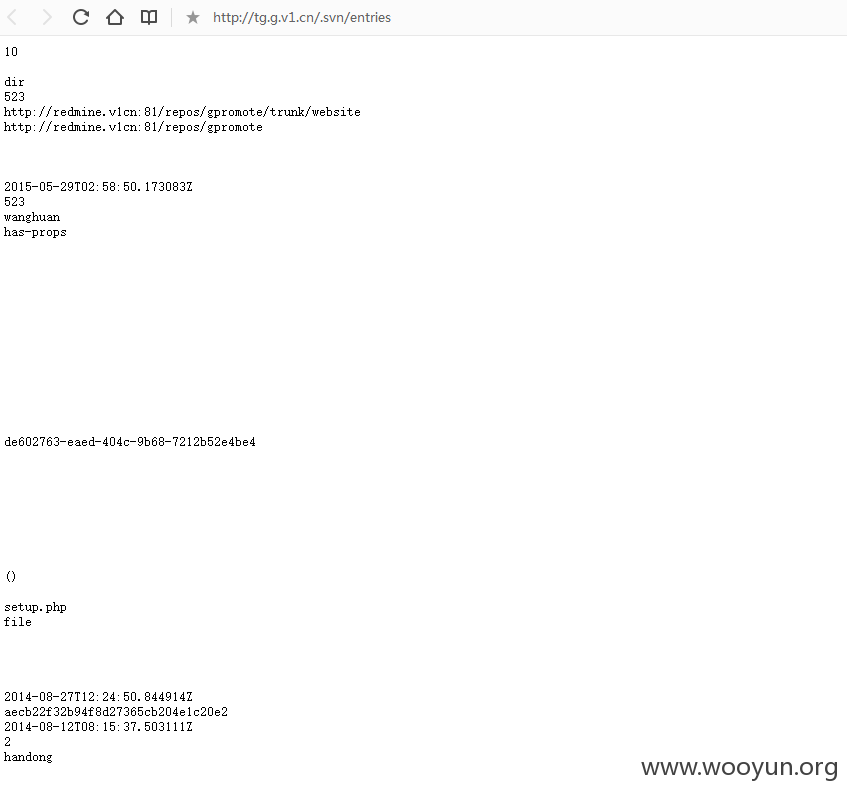 http://tg.g.v1.cn/.svn/entries
10
dir
523
http://redmine.v1cn:81/repos/gpromote/trunk/website
http://redmine.v1cn:81/repos/gpromote
2015-05-29T02:58:50.173083Z
523
wanghuan
has-props
de602763-eaed-404c-9b68-7212b52e4be4
()
setup.php
file
2014-08-27T12:24:50.844914Z
aecb22f32b94f8d27365cb204e1c20e2
2014-08-12T08:15:37.503111Z
2
handong
www.wooyun.org